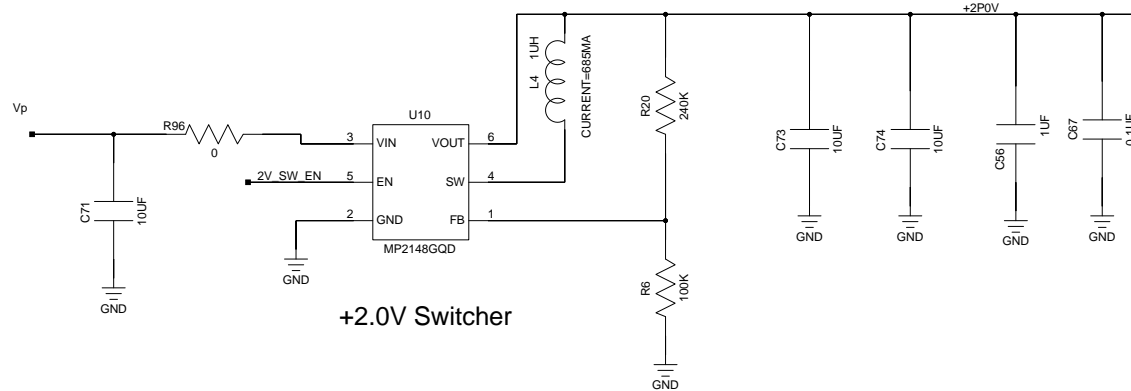 +2P0V
Vp
R96
0
C71
10UF
2V_SW_EN
GND
GND
U10
3
5
2
VIN
EN
GND
VOUT
SW
FB
6
4
1
MP2148GQD
L4
1UH
CURRENT=685MA
R20
240K
R6
100K
GND
C73
10UF
GND
C74
10UF
GND
C56
1UF
GND
C67
0.1UF
GND
+2.0V Switcher